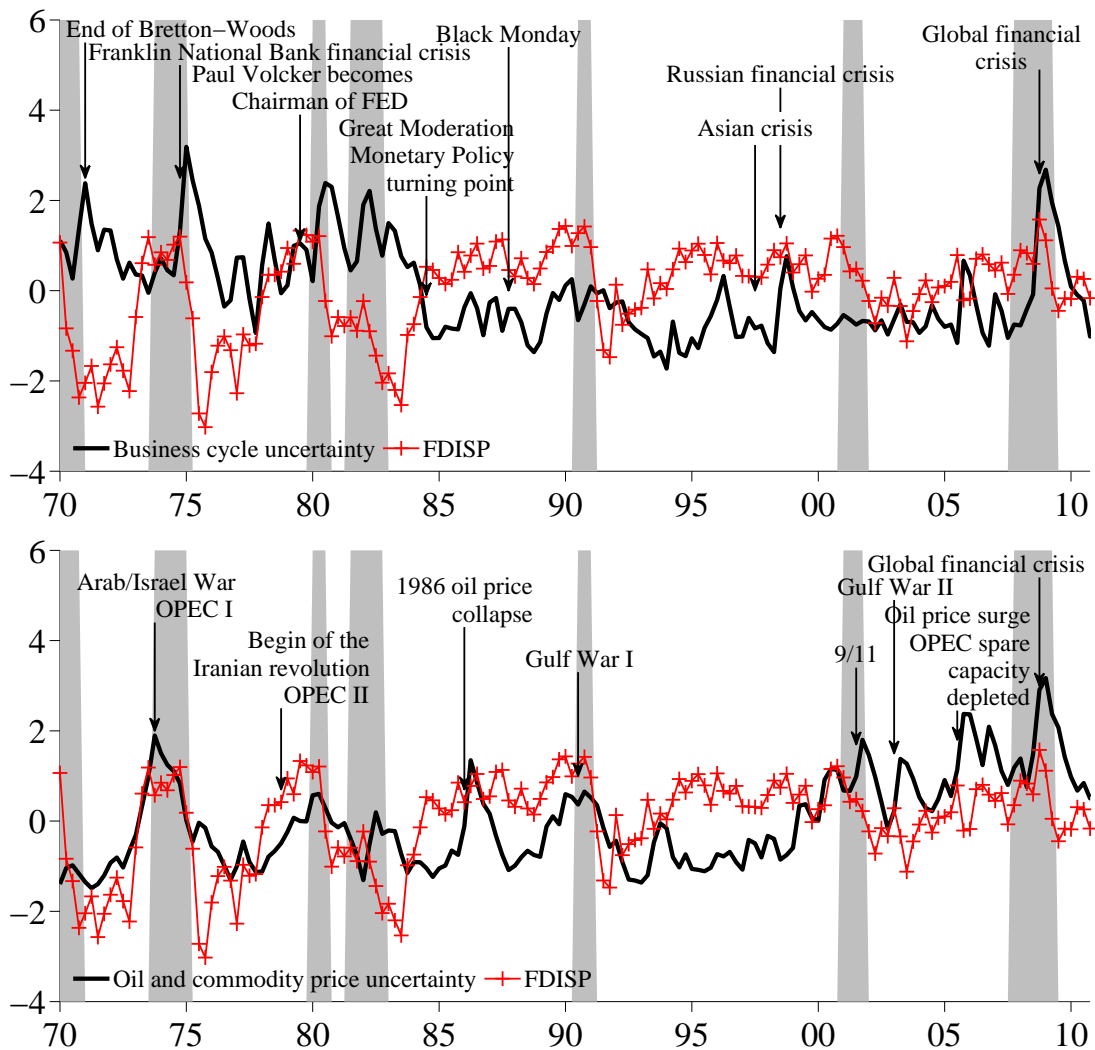 6
4
2
0
−2
−4
End of Bretton−Woods
Franklin National Bank financial crisis
Paul Volcker becomes
Chairman of FED
Great Moderation
Monetary Policy
turning point
Black Monday
Russian financial crisis
Asian crisis
Global financial
crisis
Business cycle uncertainty
FDISP
70 75 80 85 90 95 00 05 10
6
4
2
0
−2
−4
Arab/Israel War
OPEC I
Begin of the
Iranian revolution
OPEC II
1986 oil price
collapse
Gulf War I
9/11
Global financial crisis
Gulf War II
Oil price surge
OPEC spare
capacity
depleted
Oil and commodity price uncertainty
FDISP
70 75 80 85 90 95 00 05 10